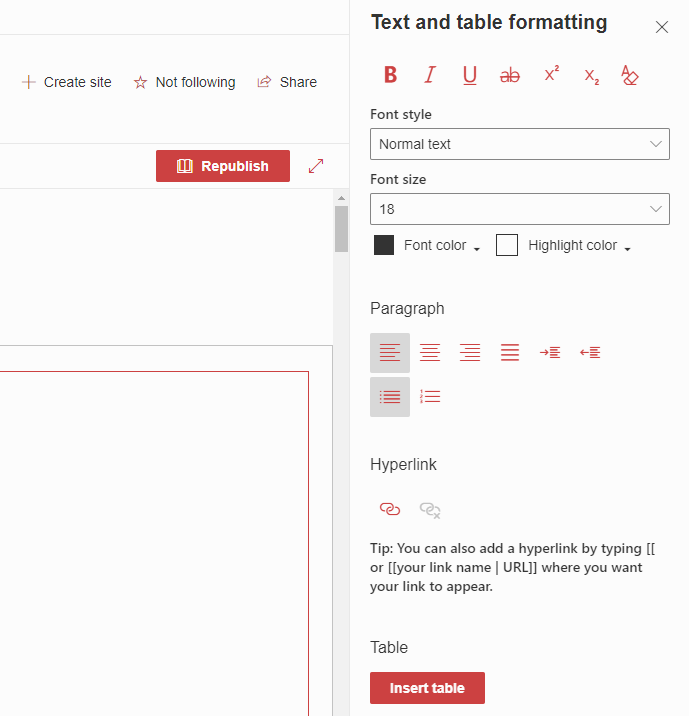 Text and table formatting
Create site
Not following
Share
Republish
B I U ab x² x₂ A
Font style
Normal text
Font size
18
Font color
Highlight color
Paragraph
Hyperlink
Tip: You can also add a hyperlink by typing [[
or [[your link name | URL]] where you want
your link to appear.
Table
Insert table